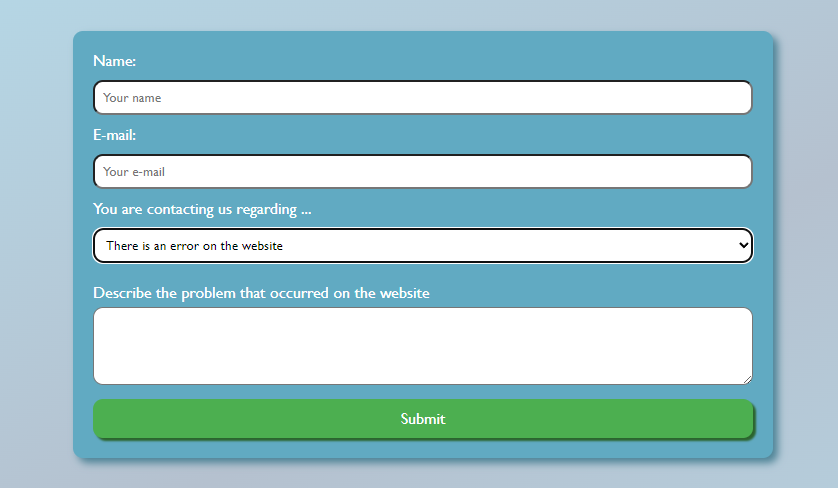 Name:
Your name
E-mail:
Your e-mail
You are contacting us regarding ...
There is an error on the website
Describe the problem that occurred on the website
Submit